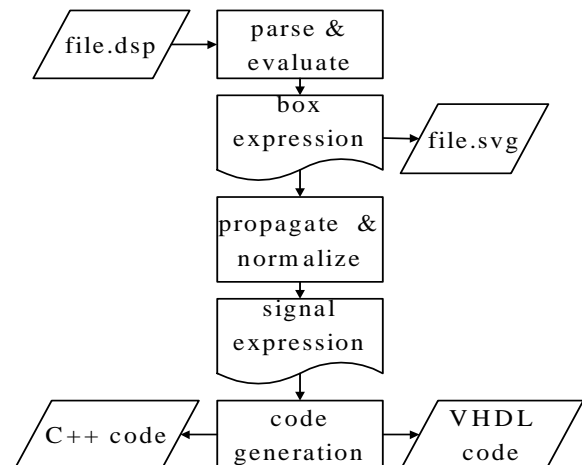 file.dsp
parse &
evaluate
box
expression
file.svg
propagate &
normalize
signal
expression
C++ code
code
generation
VHDL
code